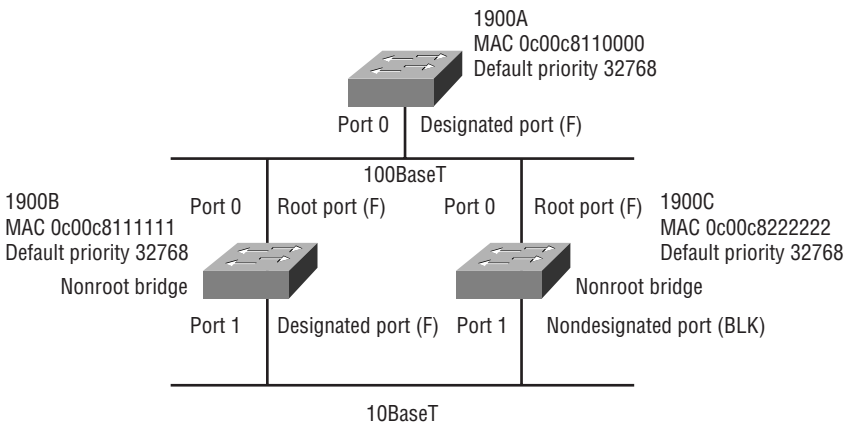 1900A
MAC 0c00c8110000
Default priority 32768
Port 0
Designated port (F)
100BaseT
1900B
MAC 0c00c8111111
Default priority 32768
Nonroot bridge
Port 0
Root port (F)
Port 0
Root port (F)
1900C
MAC 0c00c8222222
Default priority 32768
Nonroot bridge
Port 1
Designated port (F)
Port 1
Nondesignated port (BLK)
10BaseT